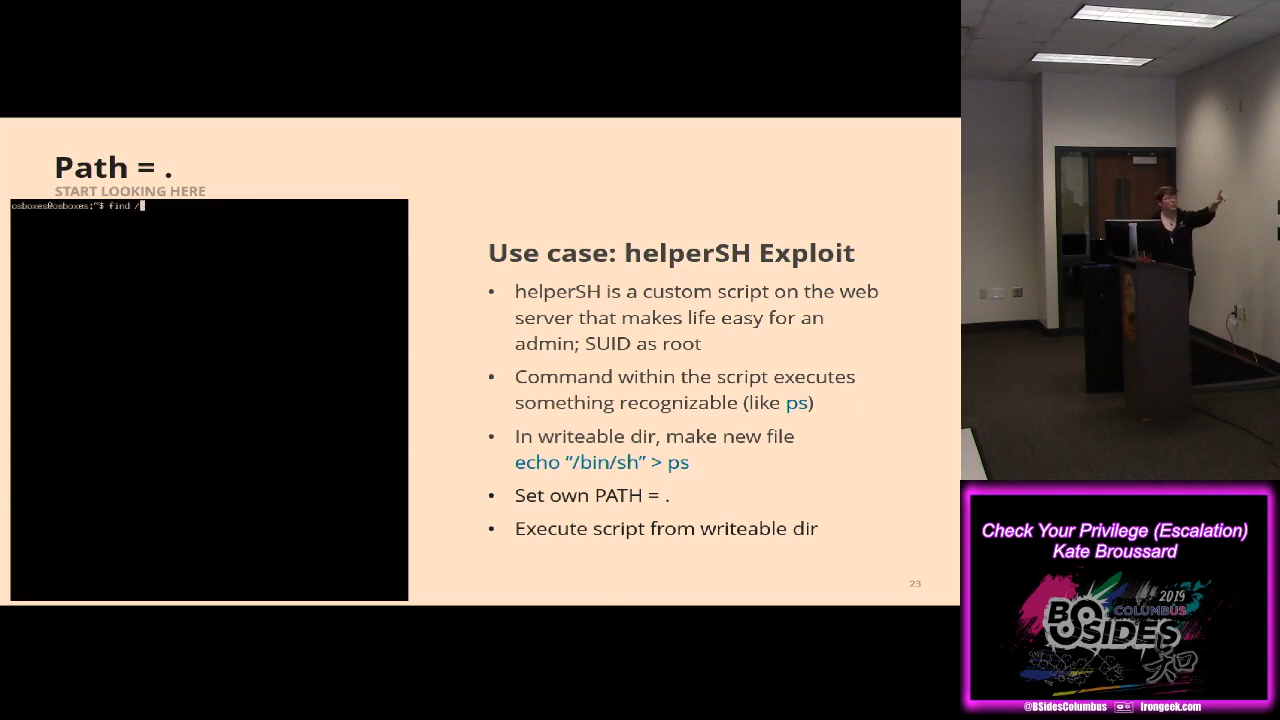 Path = .
START LOOKING HERE
osboxes@osboxes:~$ find /
Use case: helperSH Exploit
• helperSH is a custom script on the web
server that makes life easy for an
admin; SUID as root
• Command within the script executes
something recognizable (like ps)
• In writeable dir, make new file
echo “/bin/sh” > ps
• Set own PATH = .
• Execute script from writeable dir
23
Check Your Privilege (Escalation)
Kate Broussard
2019
COLUMBUS
BSIDES
知
@BSidesColumbus
Irongeek.com